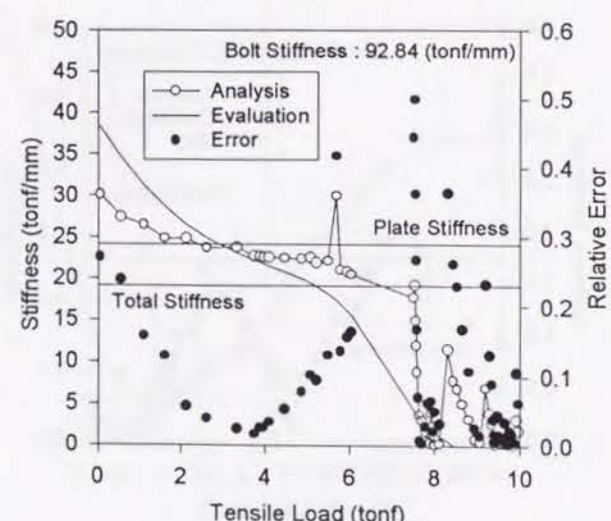 Bolt Stiffness : 92.84 (tonf/mm)
Analysis
Evaluation
Error
Plate Stiffness
Total Stiffness
Stiffness (tonf/mm)
50
45
40
35
30
25
20
15
10
5
0
Relative Error
0.6
0.5
0.4
0.3
0.2
0.1
0.0
0 2 4 6 8 10
Tensile Load (tonf)